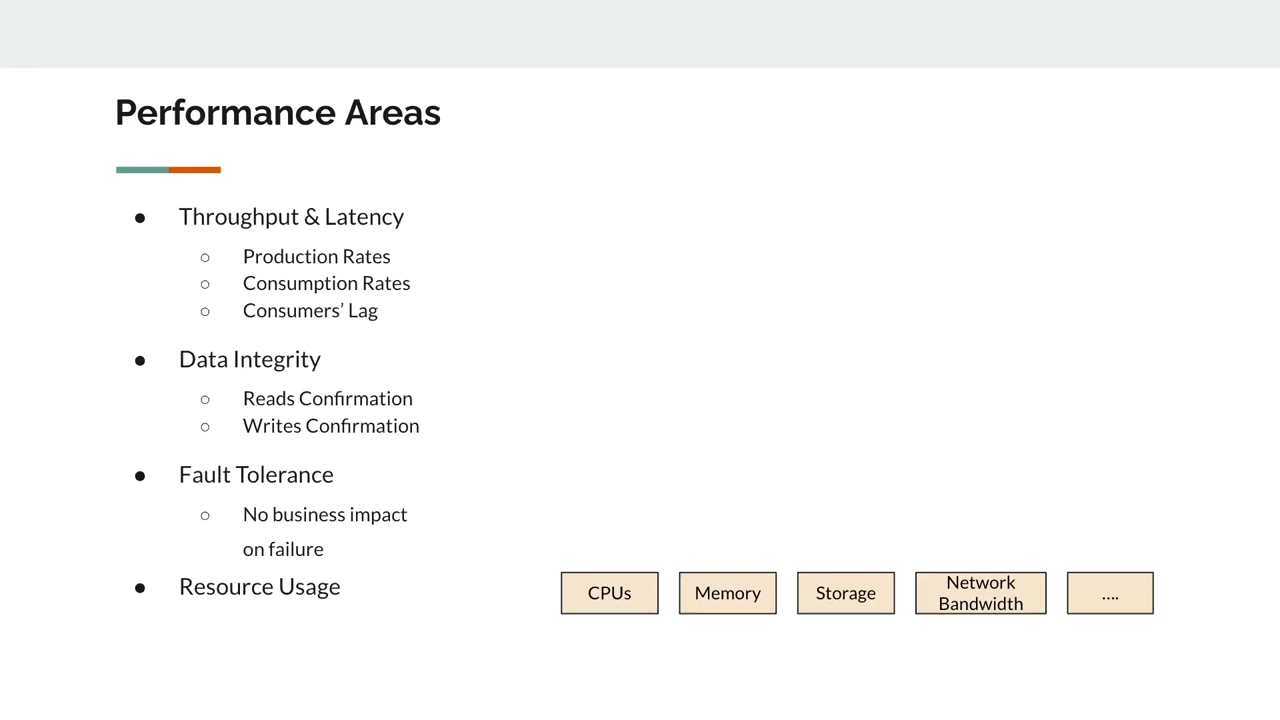 Performance Areas
● Throughput & Latency
○ Production Rates
○ Consumption Rates
○ Consumers’ Lag
● Data Integrity
○ Reads Confirmation
○ Writes Confirmation
● Fault Tolerance
○ No business impact
on failure
● Resource Usage
CPUs
Memory
Storage
Network
Bandwidth
....